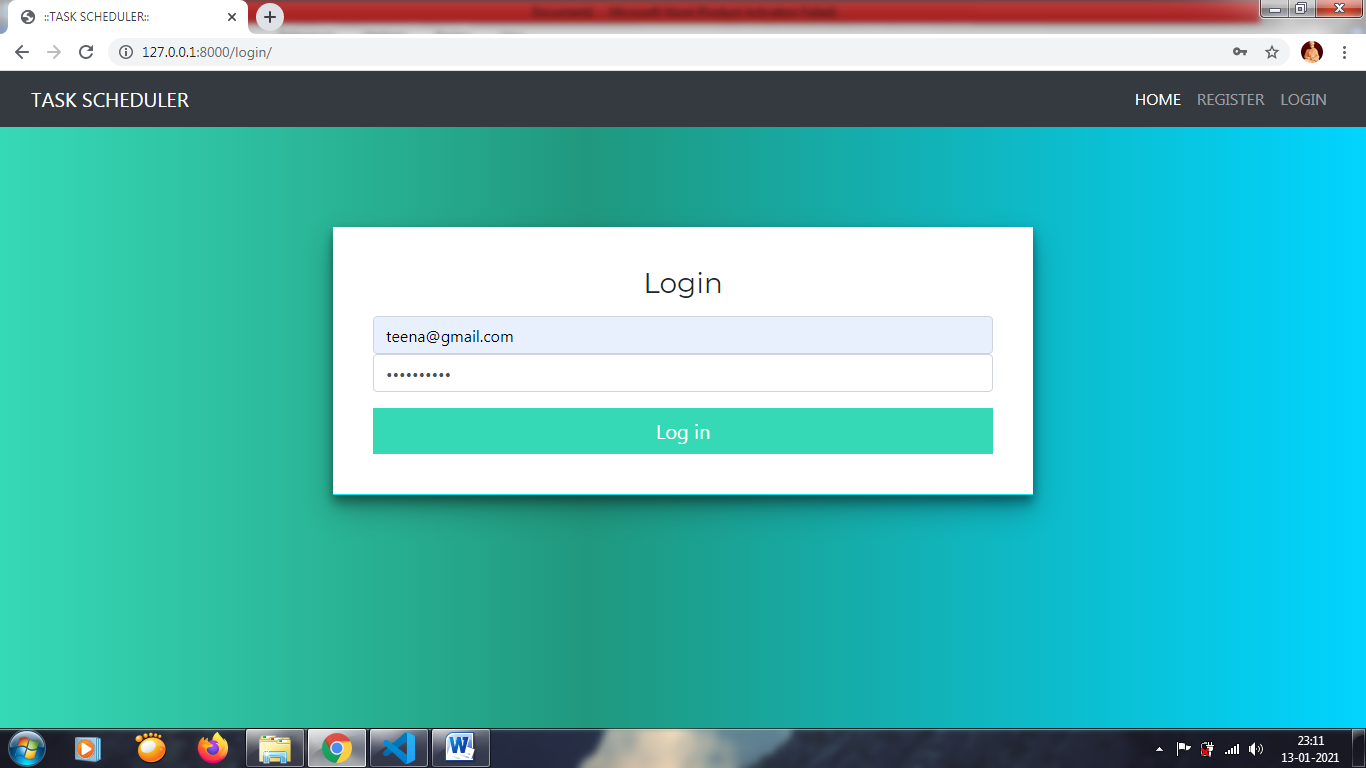 ::TASK SCHEDULER::
127.0.0.1:8000/login/
TASK SCHEDULER
HOME REGISTER LOGIN
Login
teena@gmail.com
••••••••••
Log in
23:11
13-01-2021